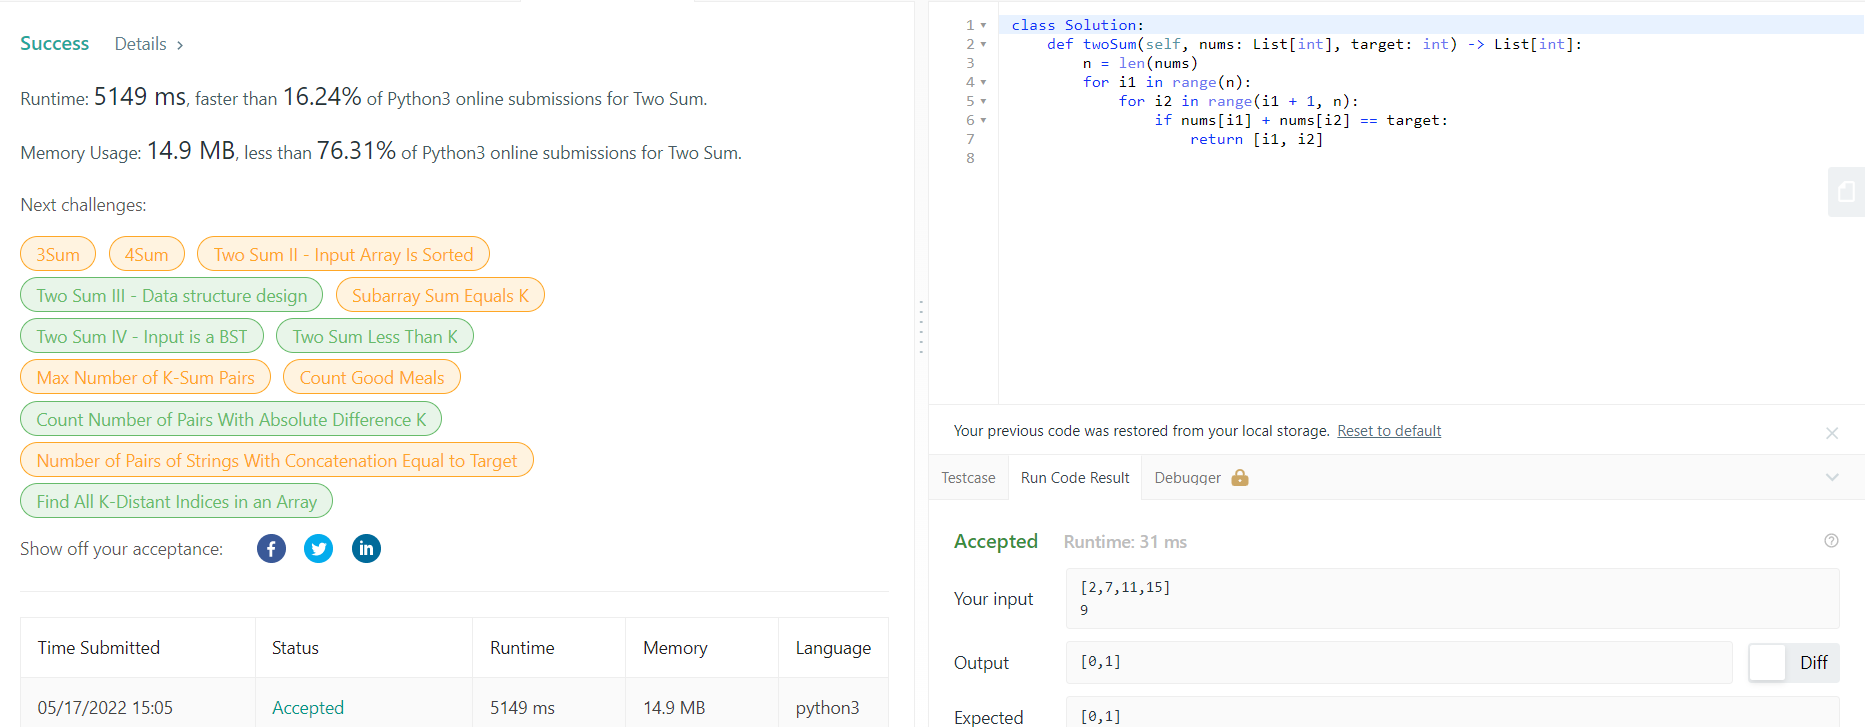 Success Details >
Runtime: 5149 ms, faster than 16.24% of Python3 online submissions for Two Sum.
Memory Usage: 14.9 MB, less than 76.31% of Python3 online submissions for Two Sum.
Next challenges:
3Sum 4Sum Two Sum II - Input Array Is Sorted
Two Sum III - Data structure design Subarray Sum Equals K
Two Sum IV - Input is a BST Two Sum Less Than K
Max Number of K-Sum Pairs Count Good Meals
Count Number of Pairs With Absolute Difference K
Number of Pairs of Strings With Concatenation Equal to Target
Find All K-Distant Indices in an Array
Show off your acceptance:
Time Submitted Status Runtime Memory Language
05/17/2022 15:05 Accepted 5149 ms 14.9 MB python3
1 class Solution:
2     def twoSum(self, nums: List[int], target: int) -> List[int]:
3         n = len(nums)
4         for i1 in range(n):
5             for i2 in range(i1 + 1, n):
6                 if nums[i1] + nums[i2] == target:
7                     return [i1, i2]
8
Your previous code was restored from your local storage. Reset to default
Testcase Run Code Result Debugger
Accepted Runtime: 31 ms
Your input
[2,7,11,15]
9
Output [0,1] Diff
Expected [0,1]